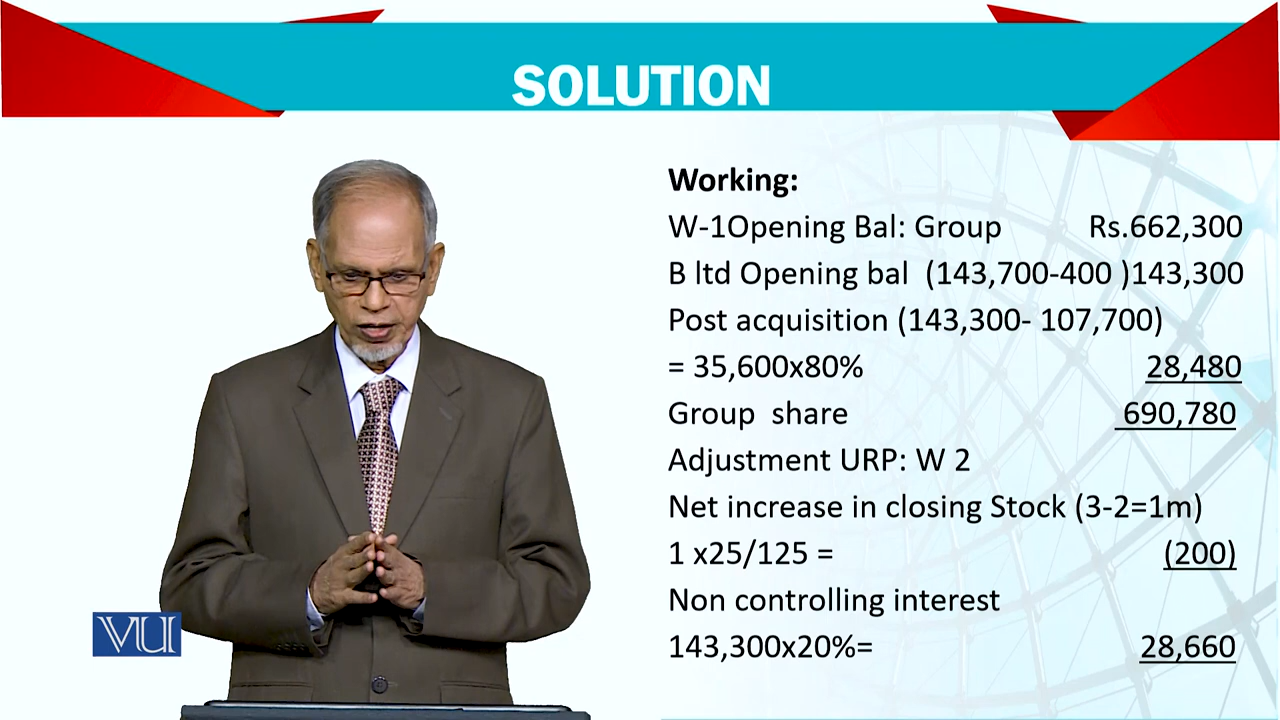 SOLUTION
Working:
W-1Opening Bal: Group Rs.662,300
B ltd Opening bal (143,700-400 )143,300
Post acquisition (143,300- 107,700)
= 35,600x80% 28,480
Group share 690,780
Adjustment URP: W 2
Net increase in closing Stock (3-2=1m)
1 x25/125 = (200)
Non controlling interest
143,300x20%= 28,660
VU